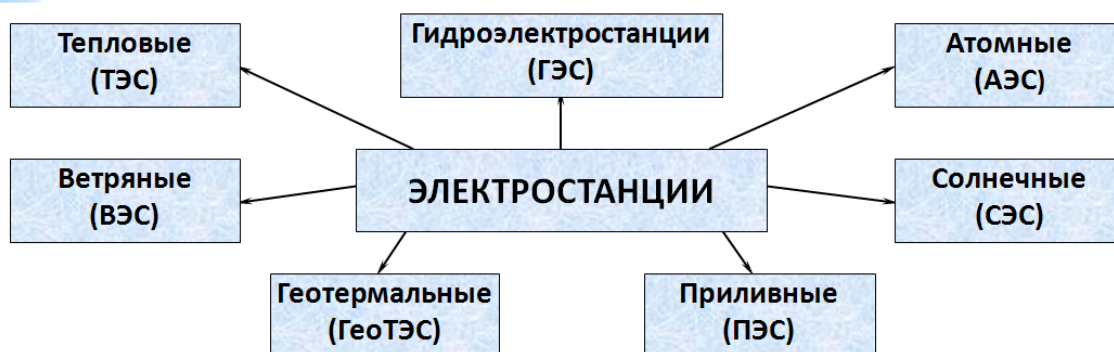 Тепловые
(ТЭС)
Гидроэлектростанции
(ГЭС)
Атомные
(АЭС)
Ветряные
(ВЭС)
ЭЛЕКТРОСТАНЦИИ
Солнечные
(СЭС)
Геотермальные
(ГеоТЭС)
Приливные
(ПЭС)